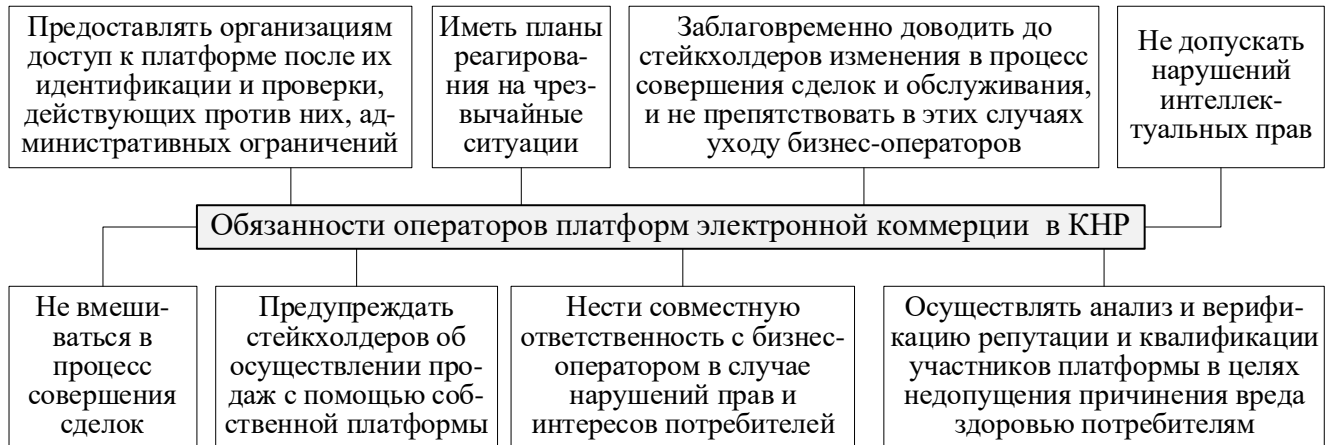 Предоставлять организациям
доступ к платформе после их
идентификации и проверки,
действующих против них, ад-
министративных ограничений
Иметь планы
реагирова-
ния на чрез-
вычайные
ситуации
Заблаговременно доводить до
стейкхолдеров изменения в процесс
совершения сделок и обслуживания,
и не препятствовать в этих случаях
уходу бизнес-операторов
Не допускать
нарушений
интеллек-
туальных прав
Обязанности операторов платформ электронной коммерции в КНР
Не вмеши-
ваться в
процесс
совершения
сделок
Предупреждать
стейкхолдеров об
осуществлении про-
даж с помощью соб-
ственной платформы
Нести совместную
ответственность с бизнес-
оператором в случае
нарушений прав и
интересов потребителей
Осуществлять анализ и верифи-
кацию репутации и квалификации
участников платформы в целях
недопущения причинения вреда
здоровью потребителям